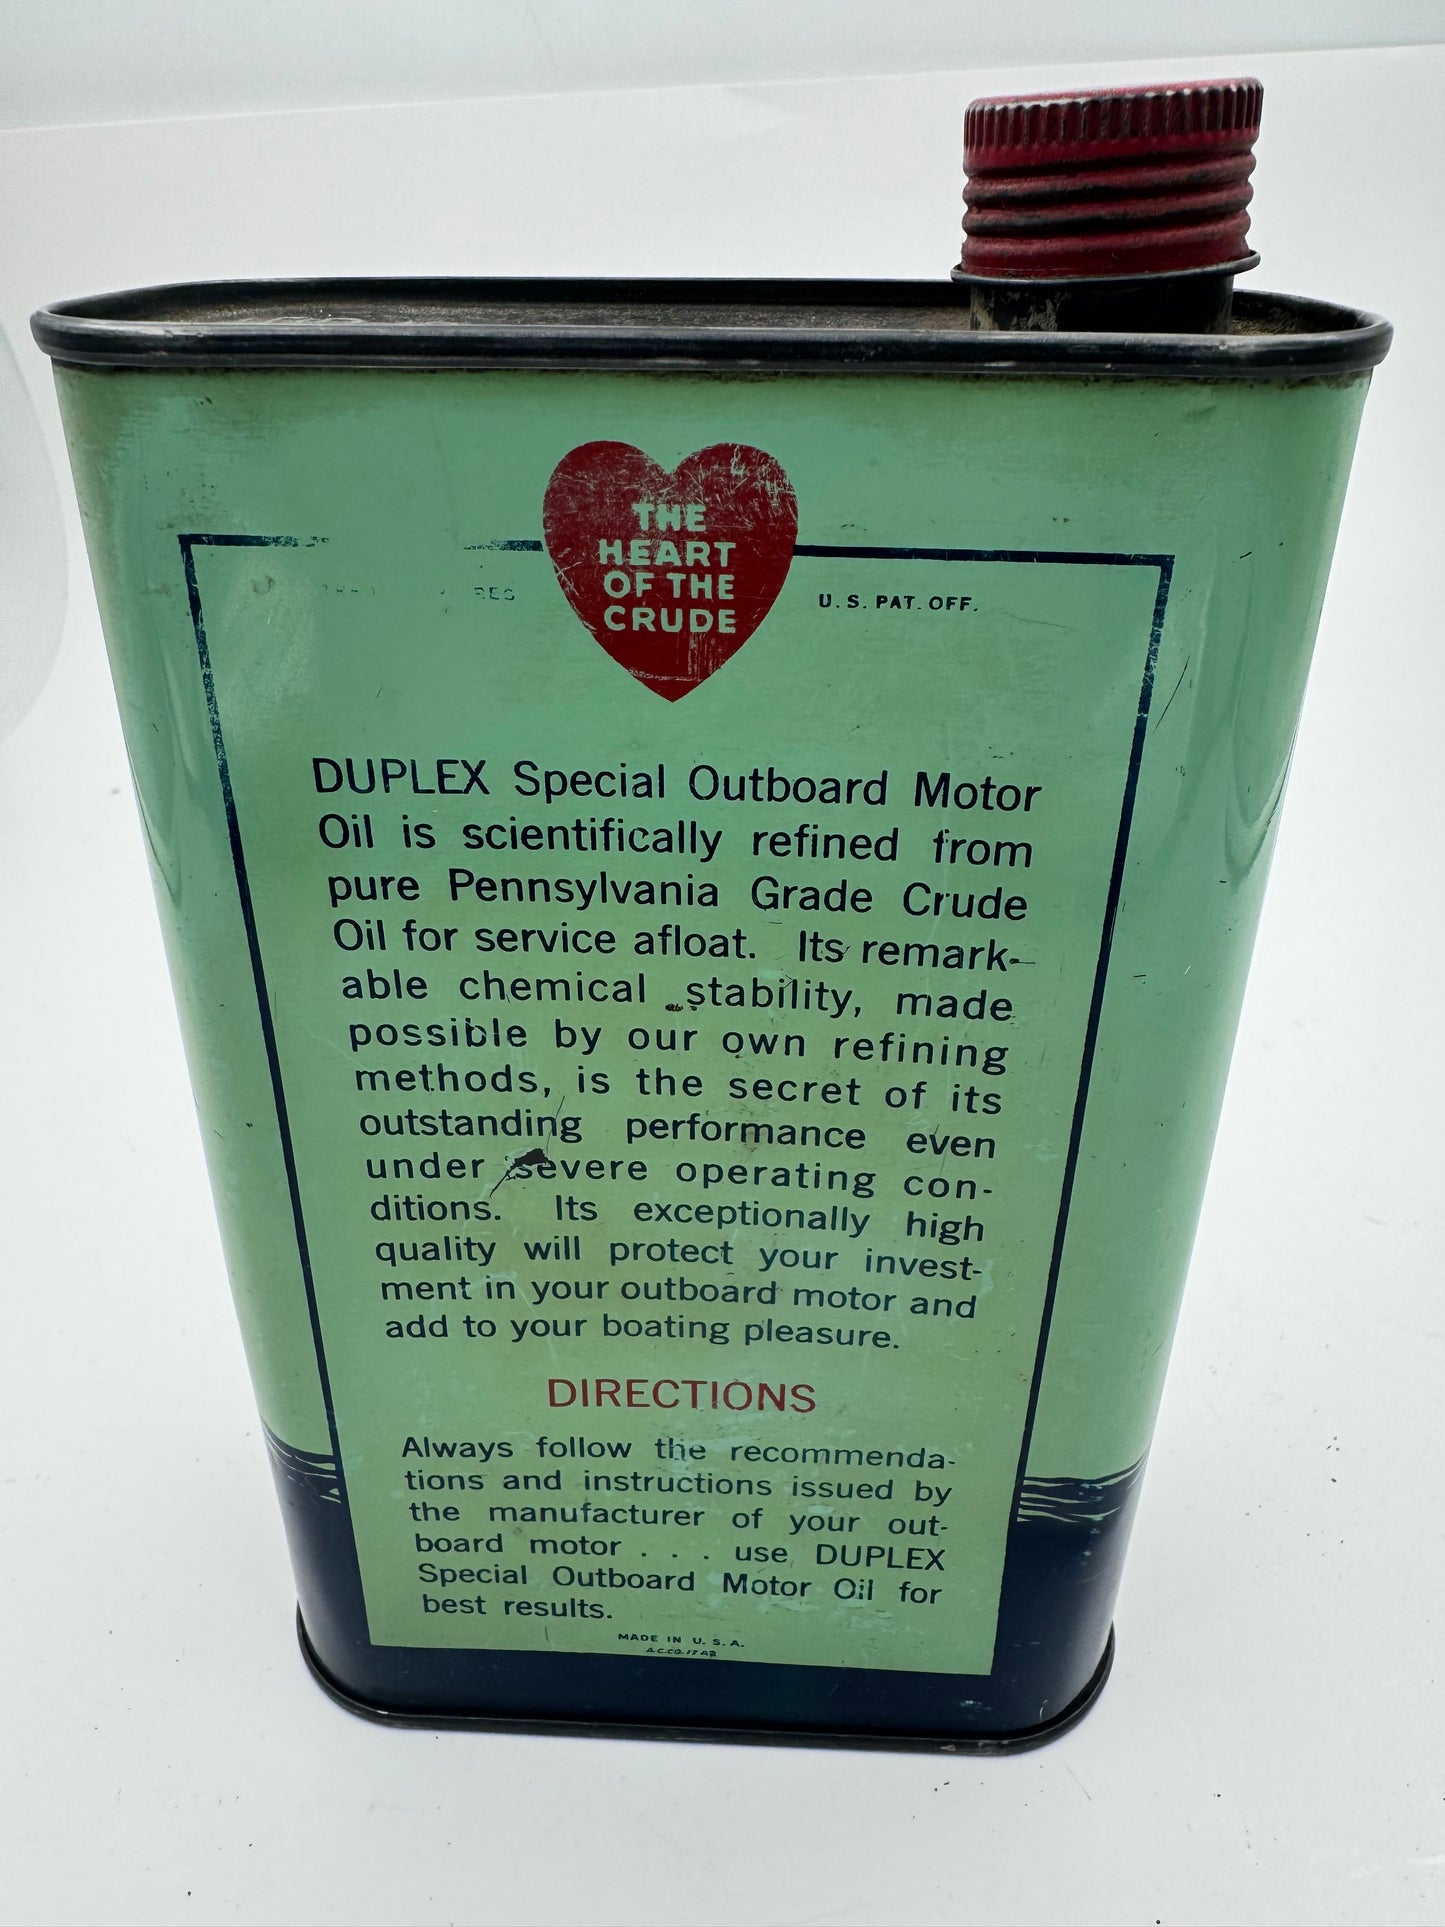 THE
HEART
OF THE
CRUDE
REG U.S. PAT. OFF.
DUPLEX Special Outboard Motor
Oil is scientifically refined from
pure Pennsylvania Grade Crude
Oil for service afloat. Its remark-
able chemical stability, made
possible by our own refining
methods, is the secret of its
outstanding performance even
under severe operating con-
ditions. Its exceptionally high
quality will protect your invest-
ment in your outboard motor and
add to your boating pleasure.
DIRECTIONS
Always follow the recommenda-
tions and instructions issued by
the manufacturer of your out-
board motor . . . use DUPLEX
Special Outboard Motor Oil for
best results.
MADE IN U. S. A.